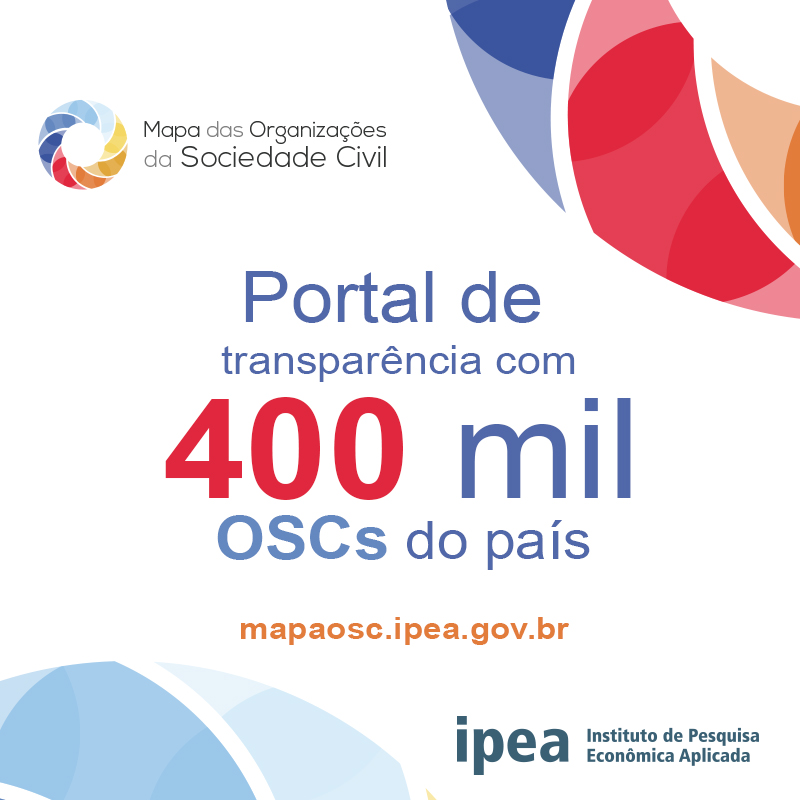 Mapa das Organizações
da Sociedade Civil
Portal de
transparência com
400 mil
OSCs do país
mapaosc.ipea.gov.br
ipea Instituto de Pesquisa
Econômica Aplicada